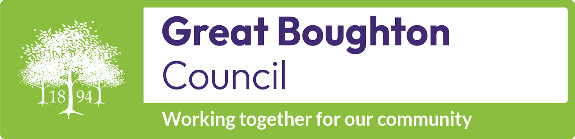 18 94
Great Boughton
Council
Working together for our community